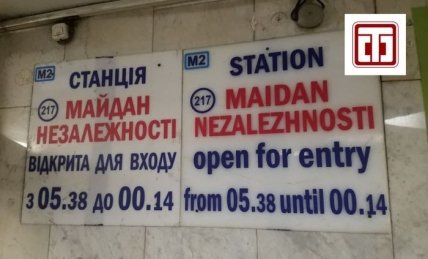 M2
СТАНЦІЯ
217 МАЙДАН
НЕЗАЛЕЖНОСТІ
ВІДКРИТА ДЛЯ ВХОДУ
з 05.38 до 00.14
M2
STATION
217 MAIDAN
NEZALEZHNOSTI
open for entry
from 05.38 until 00.14